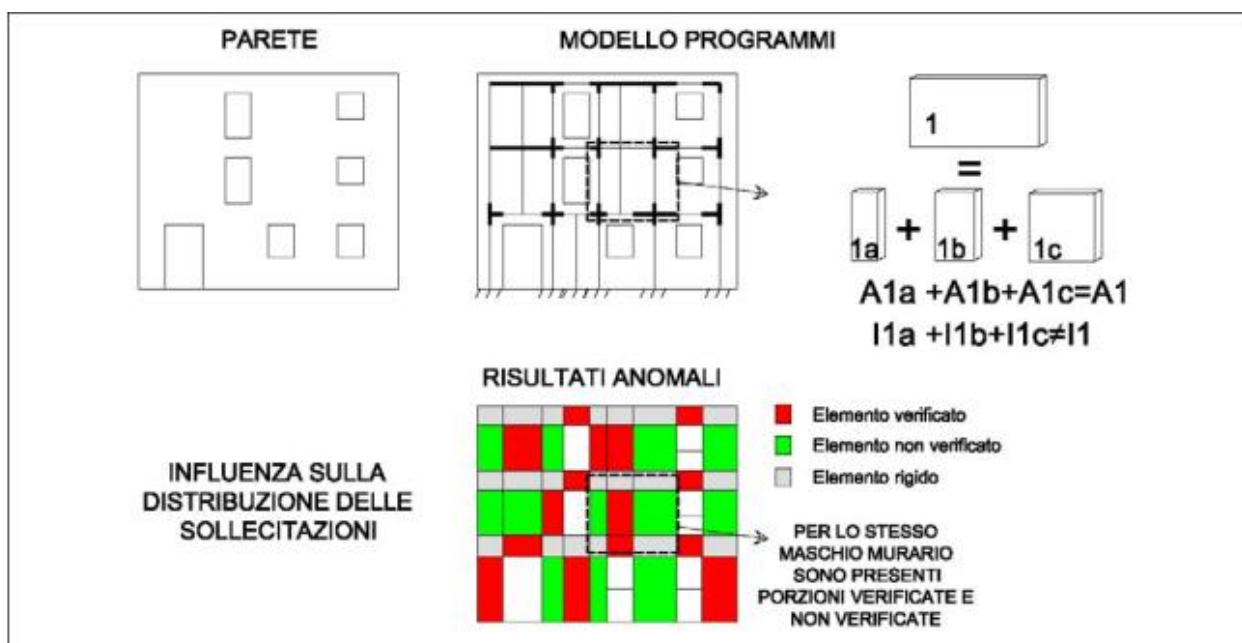 PARETE
MODELLO PROGRAMMI
1
=
1a + 1b + 1c
A1a +A1b+A1c=A1
I1a +I1b+I1c≠I1
RISULTATI ANOMALI
Elemento verificato
Elemento non verificato
Elemento rigido
INFLUENZA SULLA
DISTRIBUZIONE DELLE
SOLLECITAZIONI
PER LO STESSO
MASCHIO MURARIO
SONO PRESENTI
PORZIONI VERIFICATE E
NON VERIFICATE